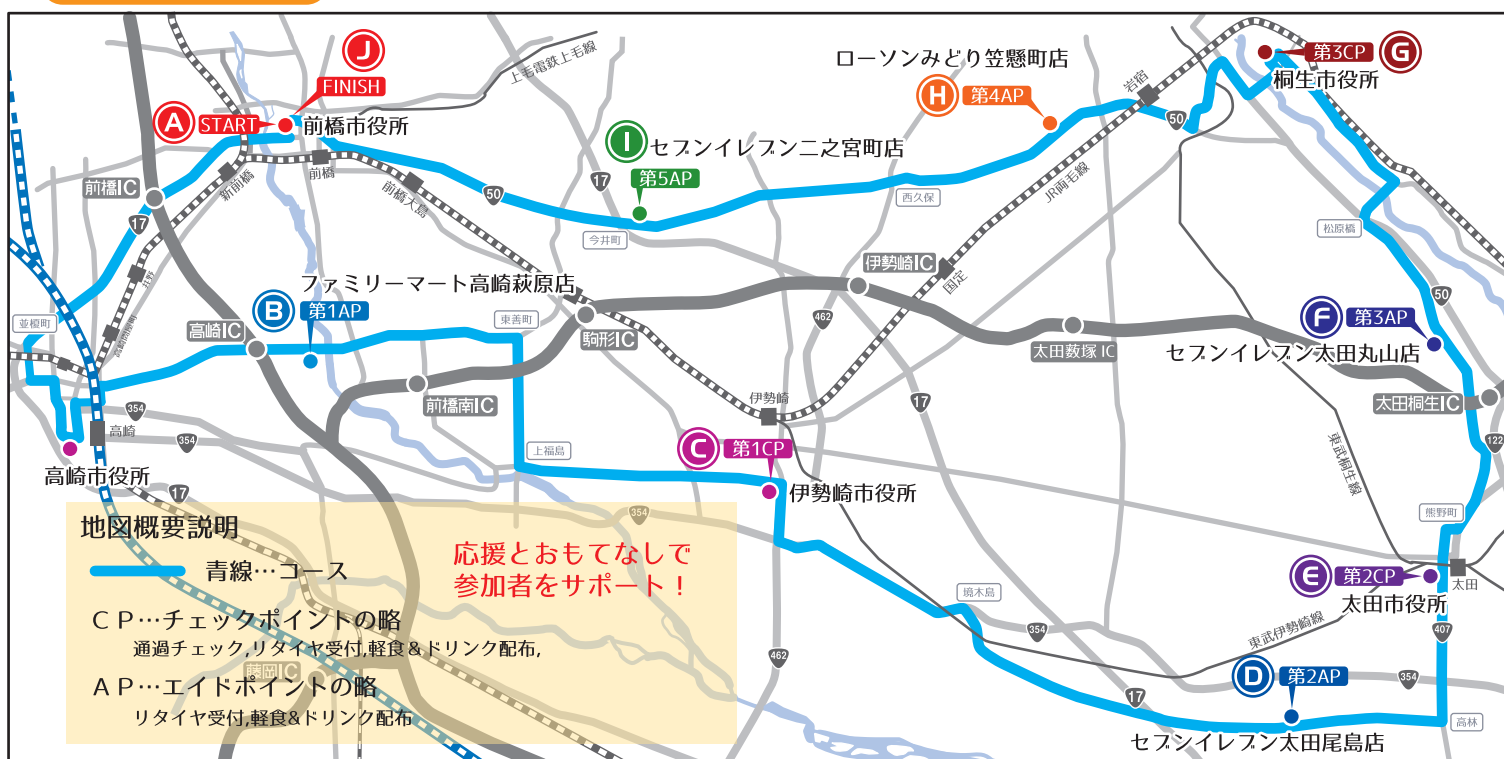 J
FINISH
A
START
前橋市役所
上毛電鉄上毛線
ローソンみどり笠懸町店
H
第4AP
岩宿
50
第3CP
G
桐生市役所
I
セブンイレブン二之宮町店
第5AP
17
前橋IC
17
新前橋
前橋
前橋大島
50
今井町
西久保
JR両毛線
松原橋
50
井野
高崎問屋町
並榎町
B
ファミリーマート高崎萩原店
第1AP
高崎IC
東善町
駒形IC
伊勢崎IC
国定
462
太田薮塚IC
F
第3AP
セブンイレブン太田丸山店
太田桐生IC
122
前橋南IC
354
高崎
354
高崎市役所
17
上福島
伊勢崎
C
第1CP
伊勢崎市役所
17
東武桐生線
熊野町
354
E
第2CP
太田
太田市役所
407
境木島
354
東武伊勢崎線
462
17
D
第2AP
354
高林
セブンイレブン太田尾島店
地図概要説明
青線…コース
応援とおもてなしで
参加者をサポート！
CP…チェックポイントの略
通過チェック,リタイヤ受付,軽食＆ドリンク配布,
藤岡IC
AP…エイドポイントの略
リタイヤ受付,軽食&ドリンク配布